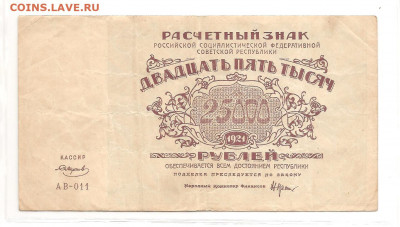 COINS.LAVE.RU
РАСЧЕТНЫЙ ЗНАК
РОССИЙСКОЙ СОЦИАЛИСТИЧЕСКОЙ ФЕДЕРАТИВНОЙ
СОВЕТСКОЙ РЕСПУБЛИКИ
ДВАДЦАТЬ ПЯТЬ ТЫСЯЧ
25000
1921
РУБЛЕЙ
ОБЕСПЕЧИВАЕТСЯ ВСЕМ ДОСТОЯНИЕМ РЕСПУБЛИКИ
ПОДДЕЛКА ПРЕСЛЕДУЕТСЯ ПО ЗАКОНУ
Народный комиссар Финансов
КАССИР
АВ-011